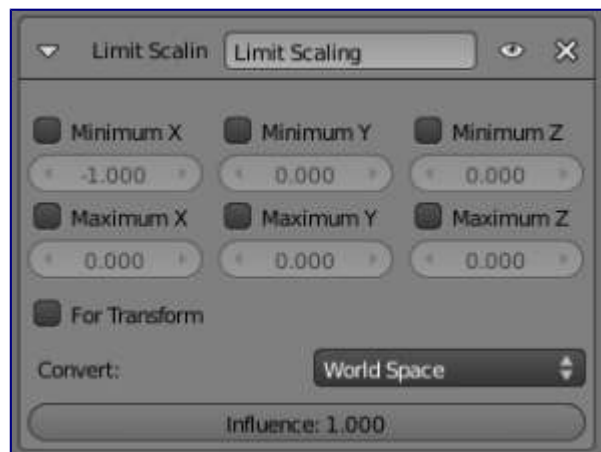 Limit Scalin Limit Scaling
Minimum X Minimum Y Minimum Z
-1.000 0.000 0.000
Maximum X Maximum Y Maximum Z
0.000 0.000 0.000
For Transform
Convert: World Space
Influence: 1.000